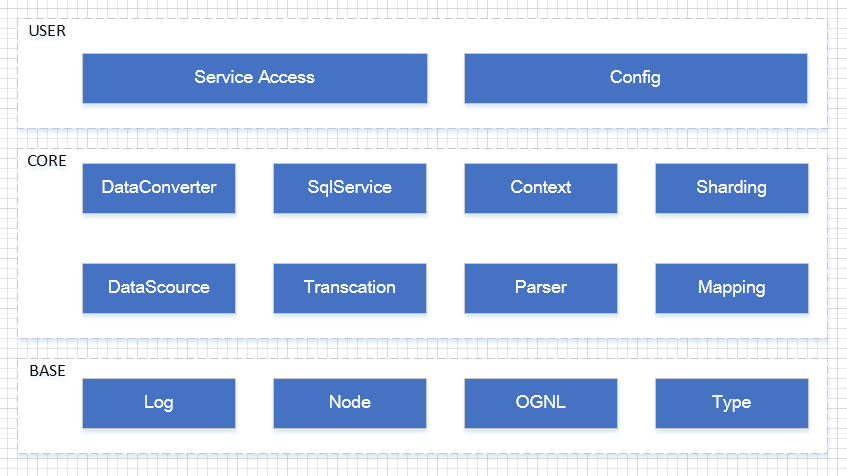 USER
Service Access
Config
CORE
DataConverter
SqlService
Context
Sharding
DataScource
Transcation
Parser
Mapping
BASE
Log
Node
OGNL
Type